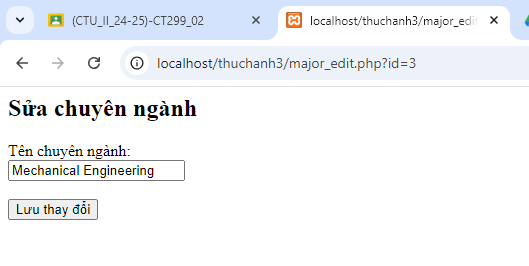 (CTU_II_24-25)-CT299_02
localhost/thuchanh3/major_edit
localhost/thuchanh3/major_edit.php?id=3
Sửa chuyên ngành
Tên chuyên ngành:
Mechanical Engineering
Lưu thay đổi